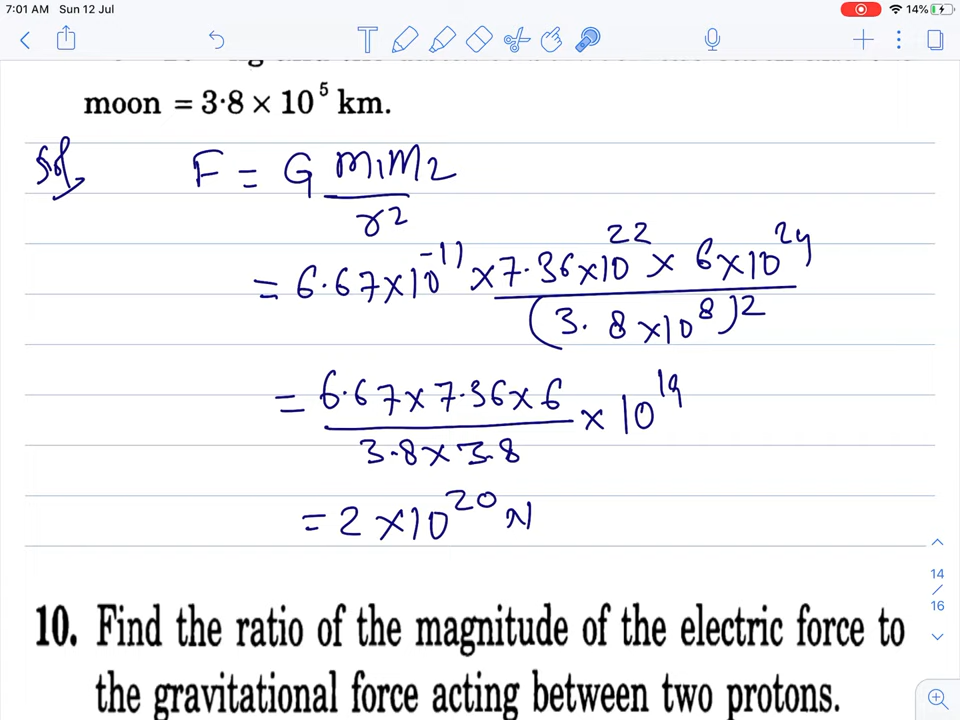 7:01 AM Sun 12 Jul
14%
moon = 3·8 × 10⁵ km.
Sol
F = G m₁m₂ / r²
= 6.67×10⁻¹¹ × 7.36×10²² × 6×10²⁴ / (3.8×10⁸)²
= 6.67×7.36×6 / 3.8×3.8 × 10¹⁹
= 2×10²⁰ N
14
/
16
10. Find the ratio of the magnitude of the electric force to
the gravitational force acting between two protons.